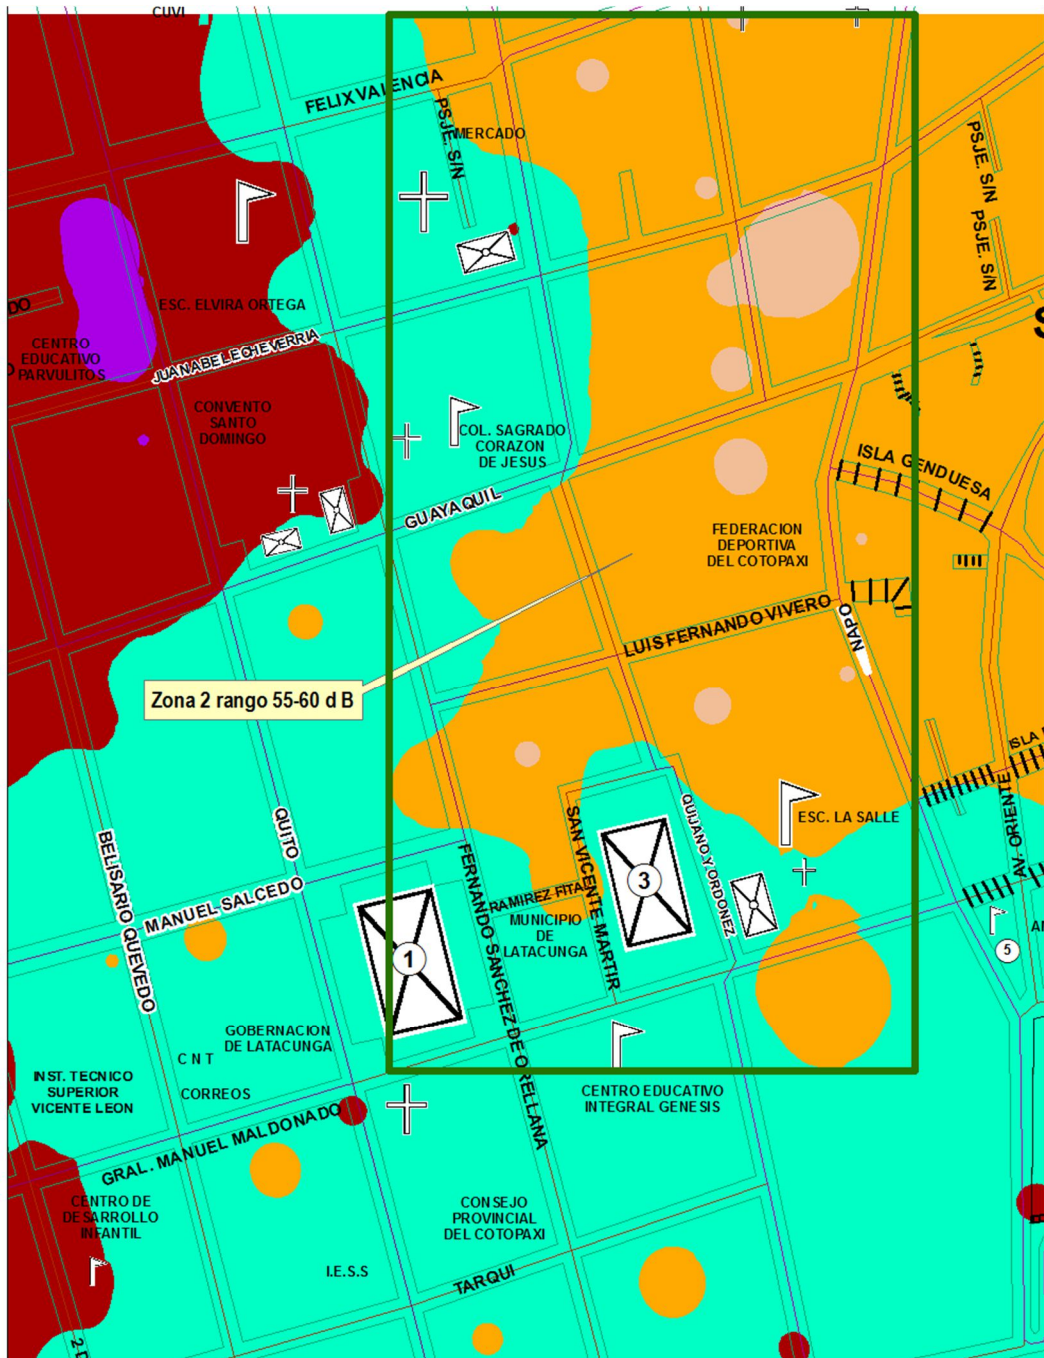 CUVI
FELIX VALENCIA
PSJE. S/N
MERCADO
PSJE. S/N
PSJE. S/N
ESC. ELVIRA ORTEGA
DO
CENTRO
EDUCATIVO
PARVULITOS
JUAN ABEL ECHEVERRIA
CONVENTO
SANTO
DOMINGO
COL. SAGRADO
CORAZON
DE JESUS
GUAYAQUIL
ISLA GENDUESA
FEDERACION
DEPORTIVA
DEL COTOPAXI
LUIS FERNANDO VIVERO
NAPO
Zona 2 rango 55-60 d B
QUITO
BELISARIO QUEVEDO
MANUEL SALCEDO
FERNANDO SANCHEZ DE ORELLANA
SAN VICENTE MARTIR
QUIJANO Y ORDONEZ
ESC. LA SALLE
ISLA
AV. ORIENTE
RAMIREZ FITA
MUNICIPIO
DE
LATACUNGA
1
3
5
GOBERNACION
DE LATACUNGA
C N T
CORREOS
INST. TECNICO
SUPERIOR
VICENTE LEON
GRAL. MANUEL MALDONADO
CENTRO EDUCATIVO
INTEGRAL GENESIS
CENTRO DE
DESARROLLO
INFANTIL
CONSEJO
PROVINCIAL
DEL COTOPAXI
I.E.S.S
TARQUI